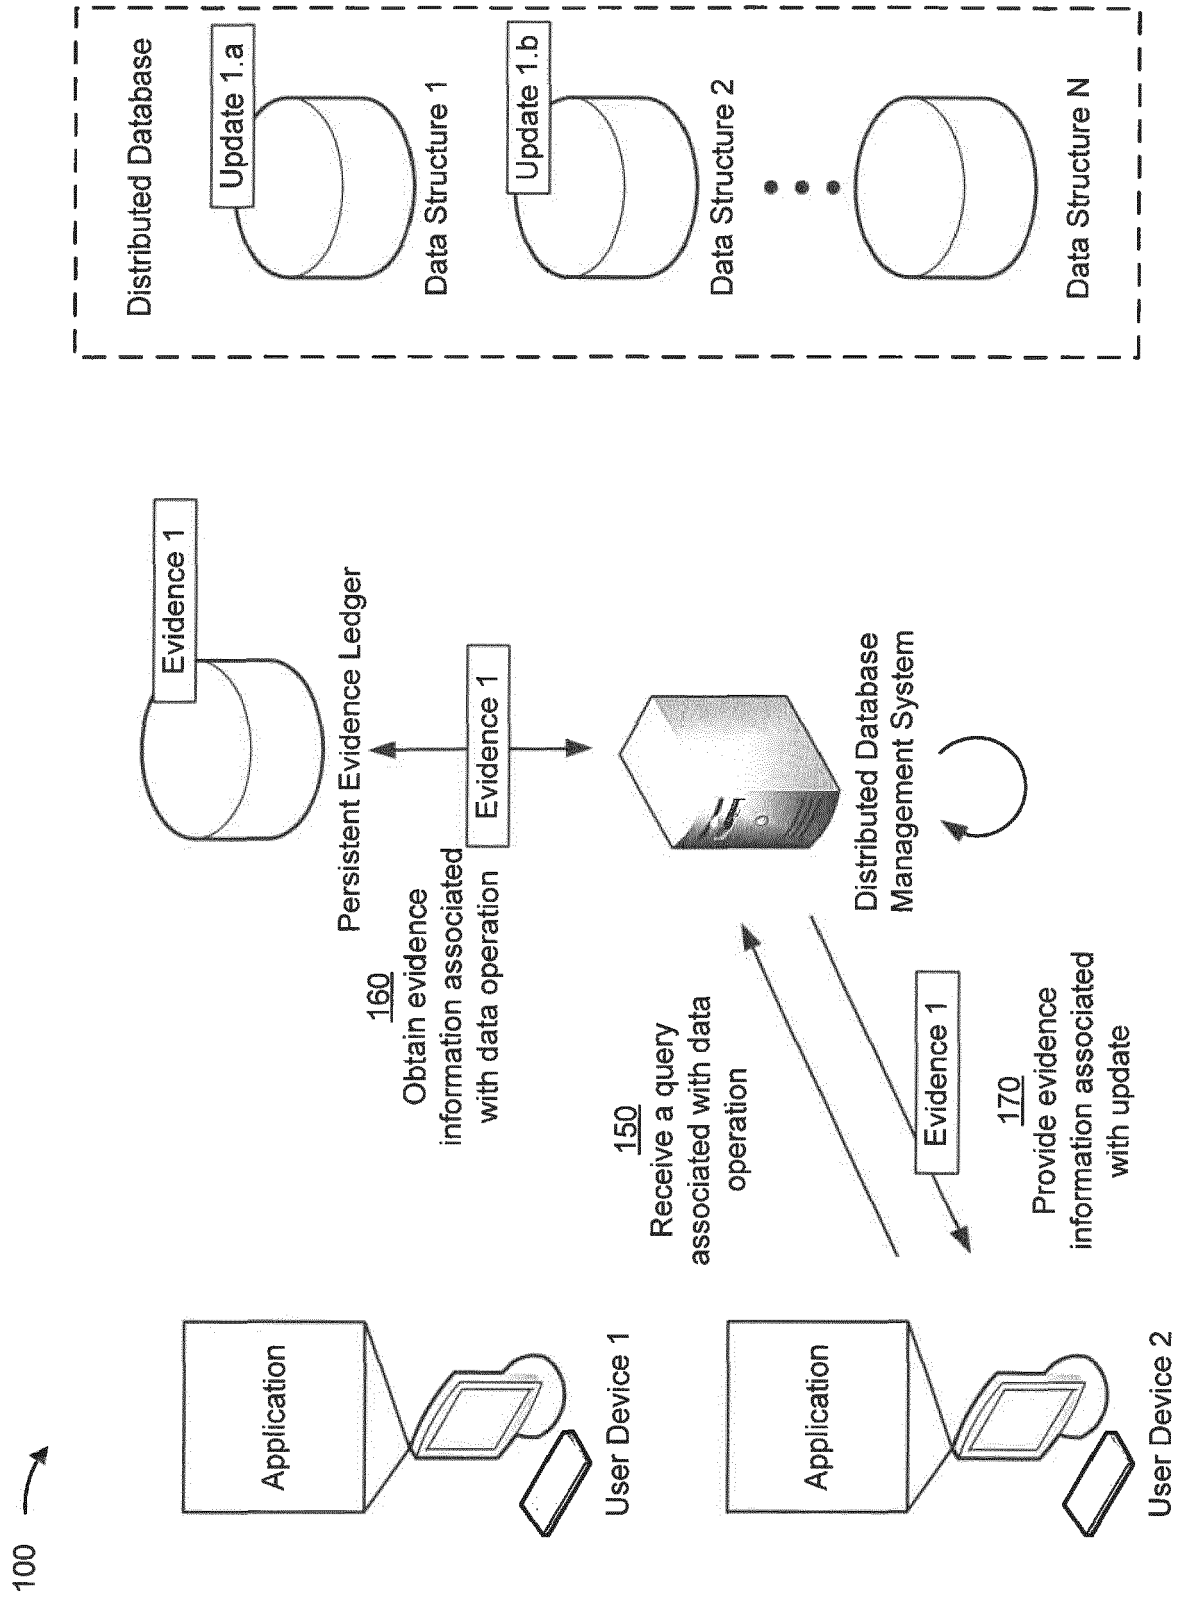 100
Application
User Device 1
Application
User Device 2
150
Receive a query
associated with data
operation
160
Obtain evidence
information associated
with data operation
Evidence 1
170
Provide evidence
information associated
with update
Evidence 1
Evidence 1
Persistent Evidence Ledger
Distributed Database
Management System
Distributed Database
Update 1.a
Data Structure 1
Update 1.b
Data Structure 2
Data Structure N